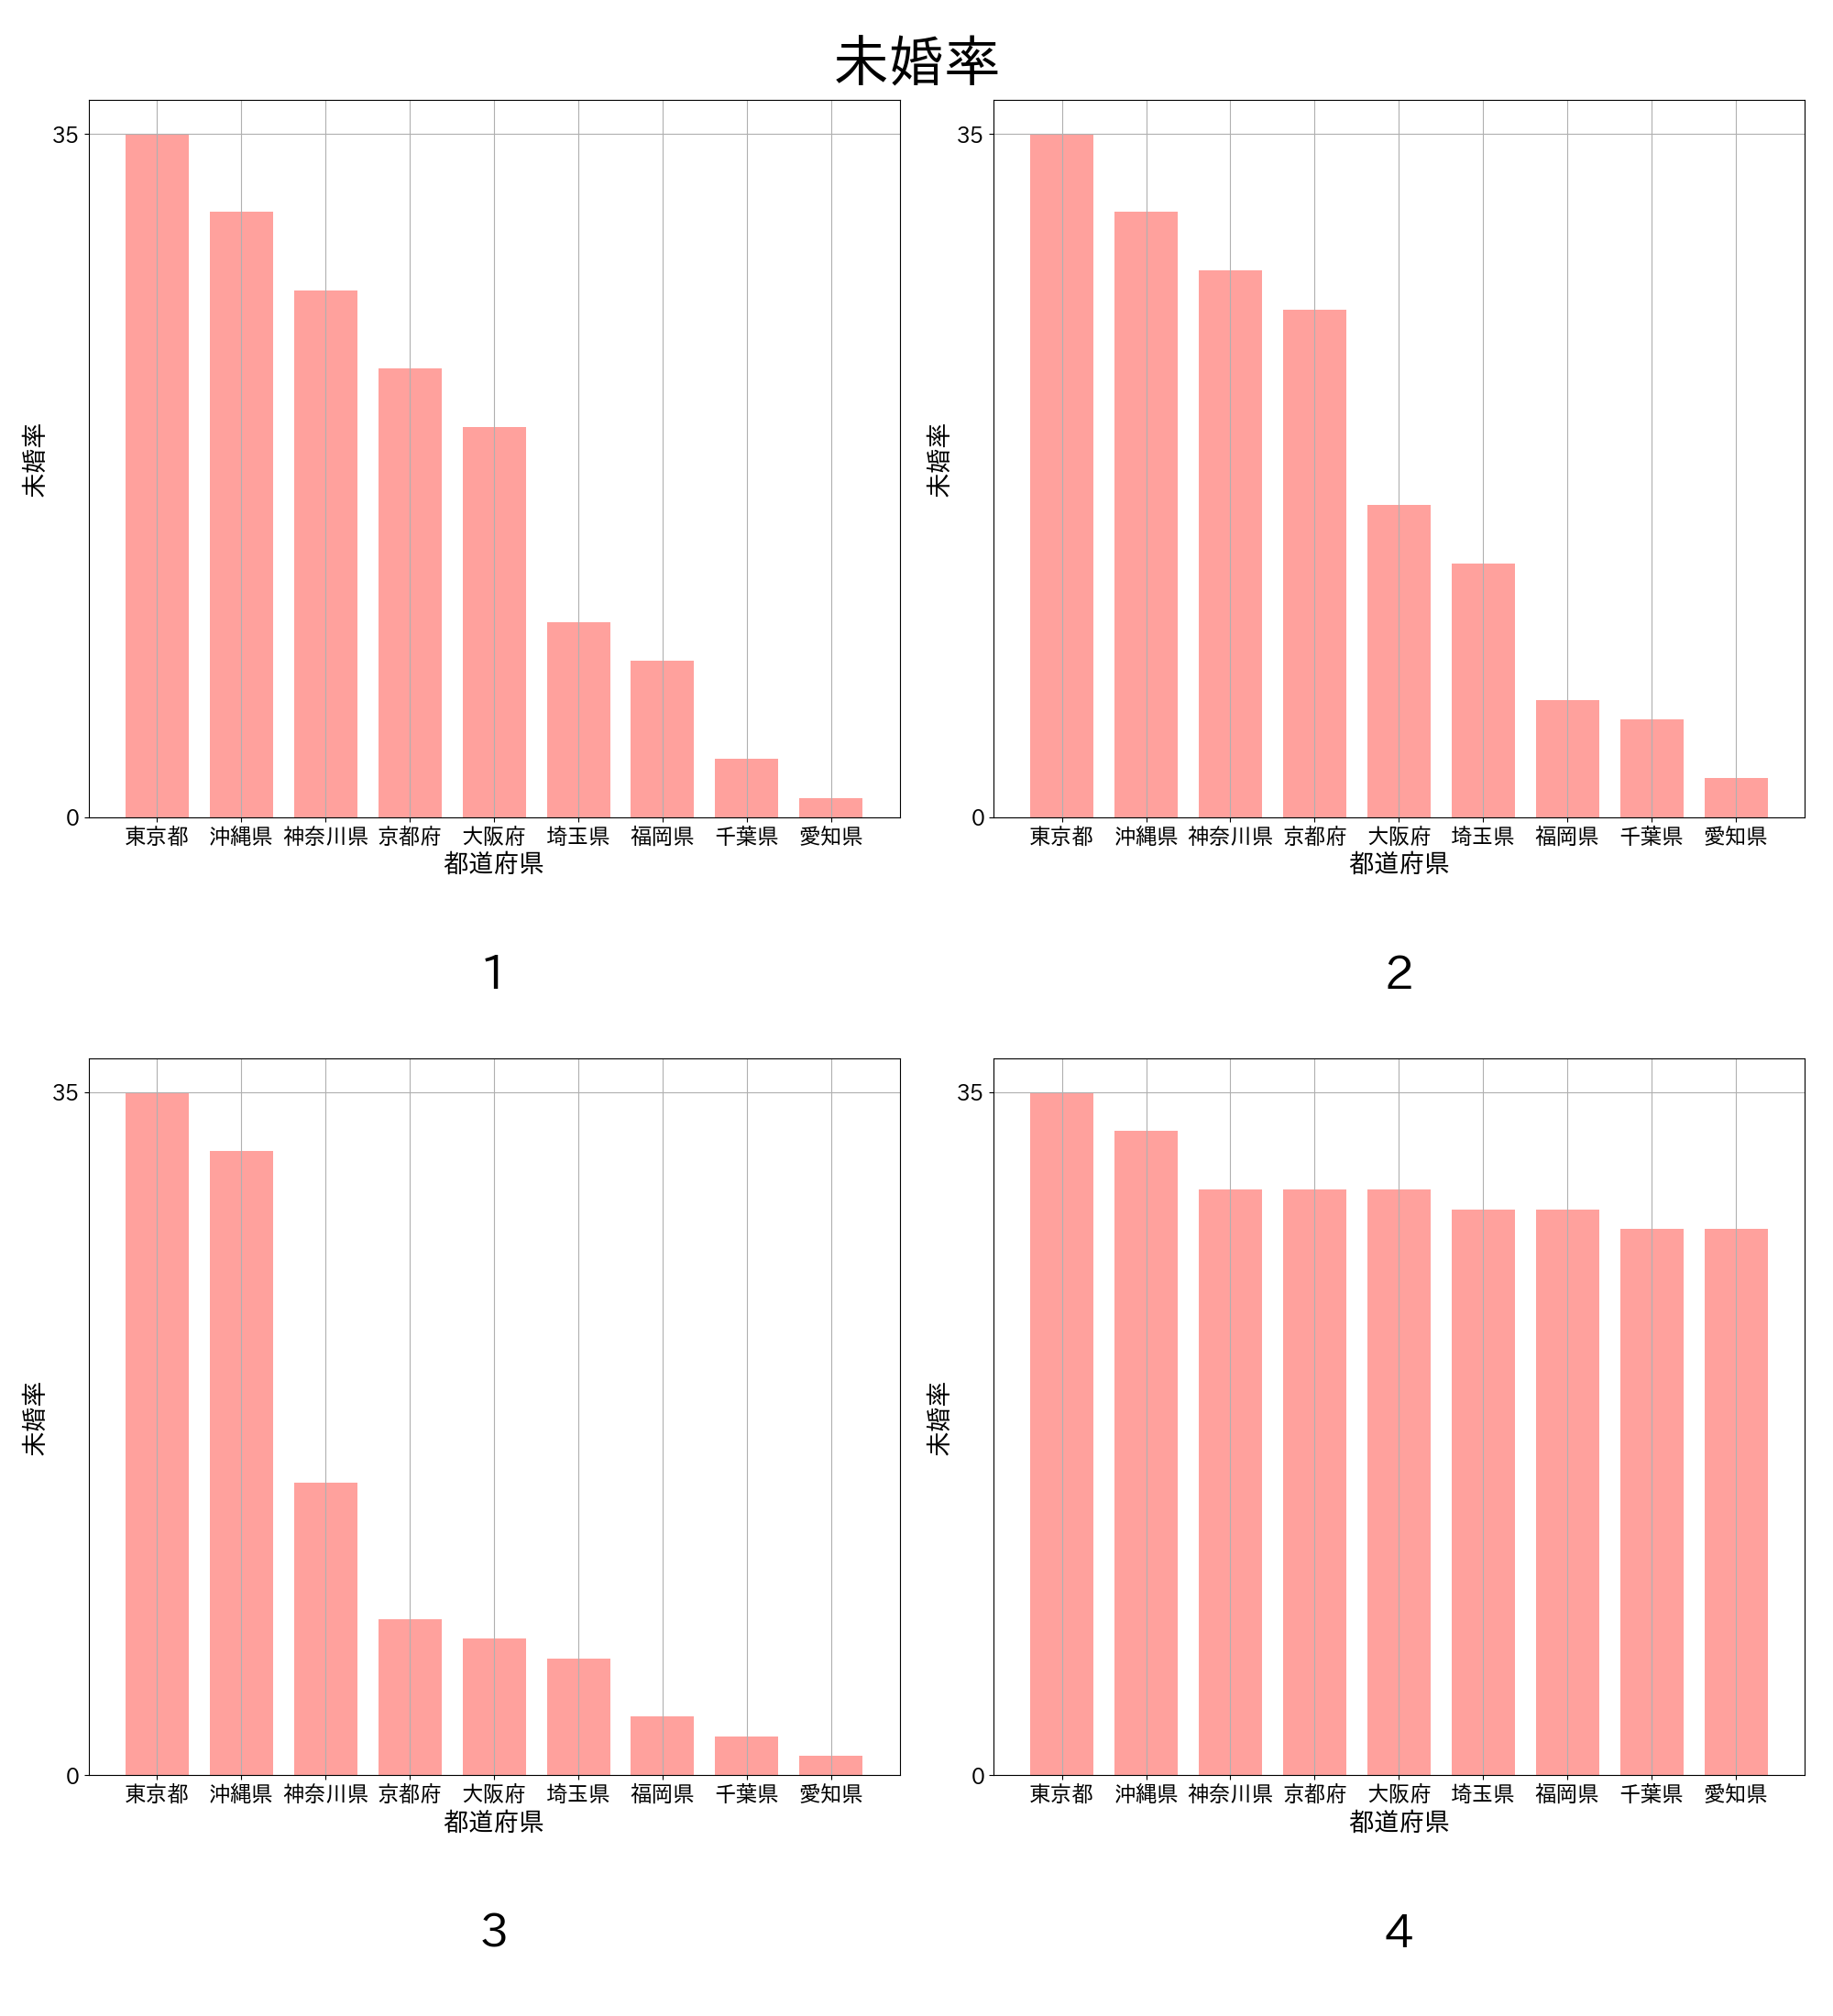 未婚率
35
0
未婚率
東京都 沖縄県 神奈川県 京都府 大阪府 埼玉県 福岡県 千葉県 愛知県
都道府県
1
35
0
未婚率
東京都 沖縄県 神奈川県 京都府 大阪府 埼玉県 福岡県 千葉県 愛知県
都道府県
2
35
0
未婚率
東京都 沖縄県 神奈川県 京都府 大阪府 埼玉県 福岡県 千葉県 愛知県
都道府県
3
35
0
未婚率
東京都 沖縄県 神奈川県 京都府 大阪府 埼玉県 福岡県 千葉県 愛知県
都道府県
4